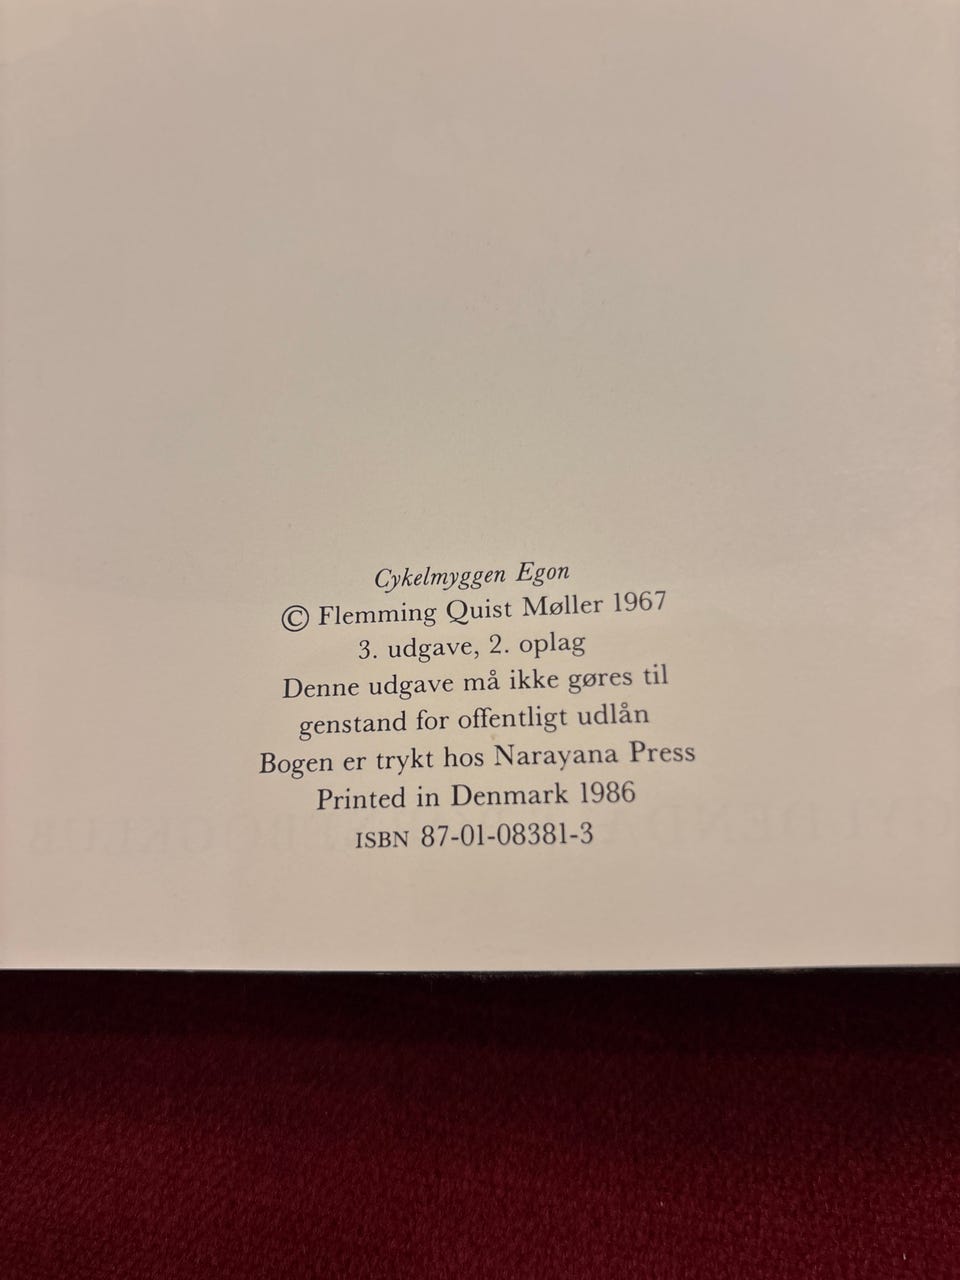 Cykelmyggen Egon
© Flemming Quist Møller 1967
3. udgave, 2. oplag
Denne udgave må ikke gøres til
genstand for offentligt udlån
Bogen er trykt hos Narayana Press
Printed in Denmark 1986
ISBN 87-01-08381-3